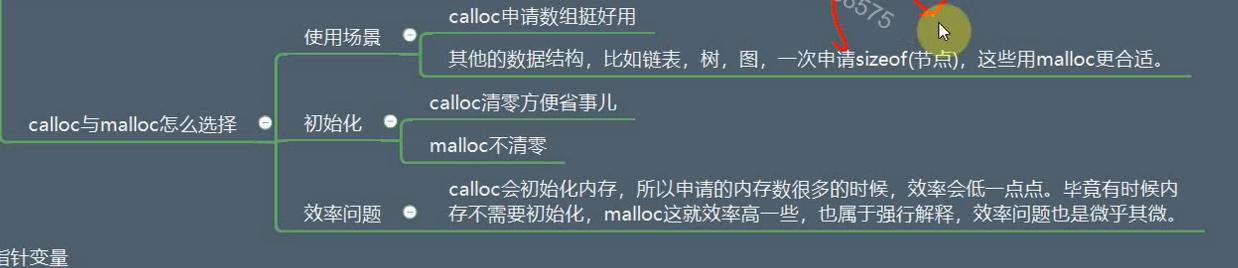 calloc申请数组挺好用
使用场景
其他的数据结构，比如链表，树，图，一次申请sizeof(节点)，这些用malloc更合适。
calloc清零方便省事儿
calloc与malloc怎么选择
初始化
malloc不清零
calloc会初始化内存，所以申请的内存数很多的时候，效率会低一点点。毕竟有时候内
效率问题
存不需要初始化，malloc这就效率高一些，也属于强行解释，效率问题也是微乎其微。
指针变量
8575